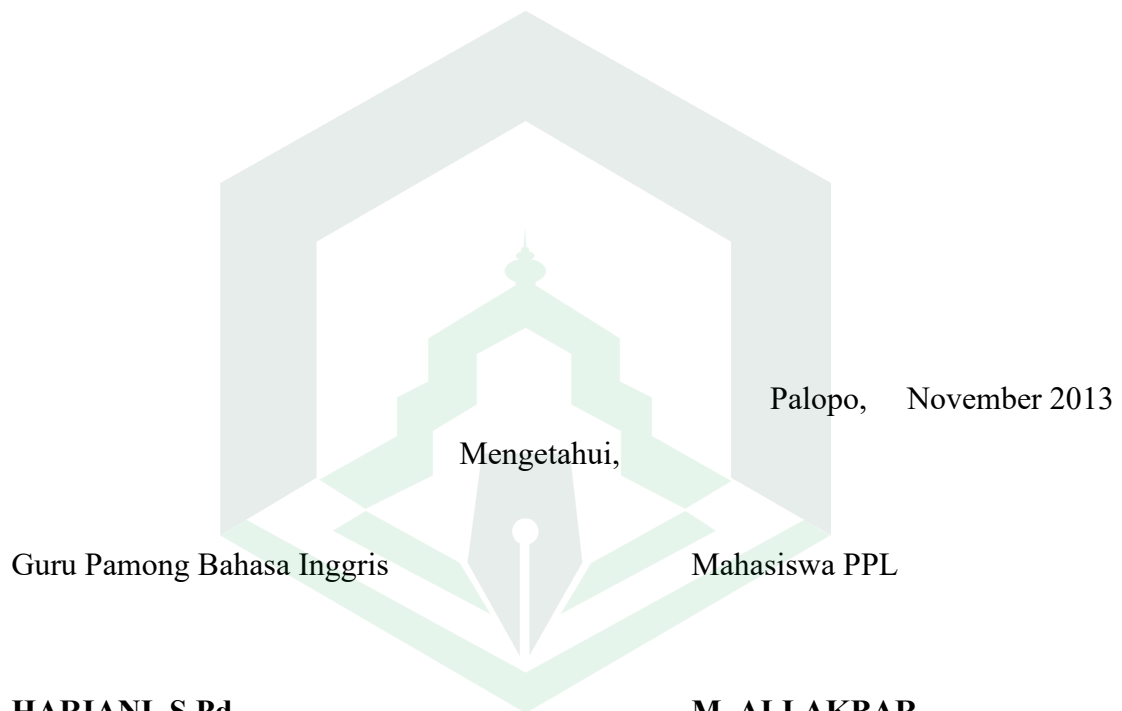 Palopo, November 2013
Mengetahui,
Guru Pamong Bahasa Inggris Mahasiswa PPL
HARIANI, S.Pd M. ALI AKBAR